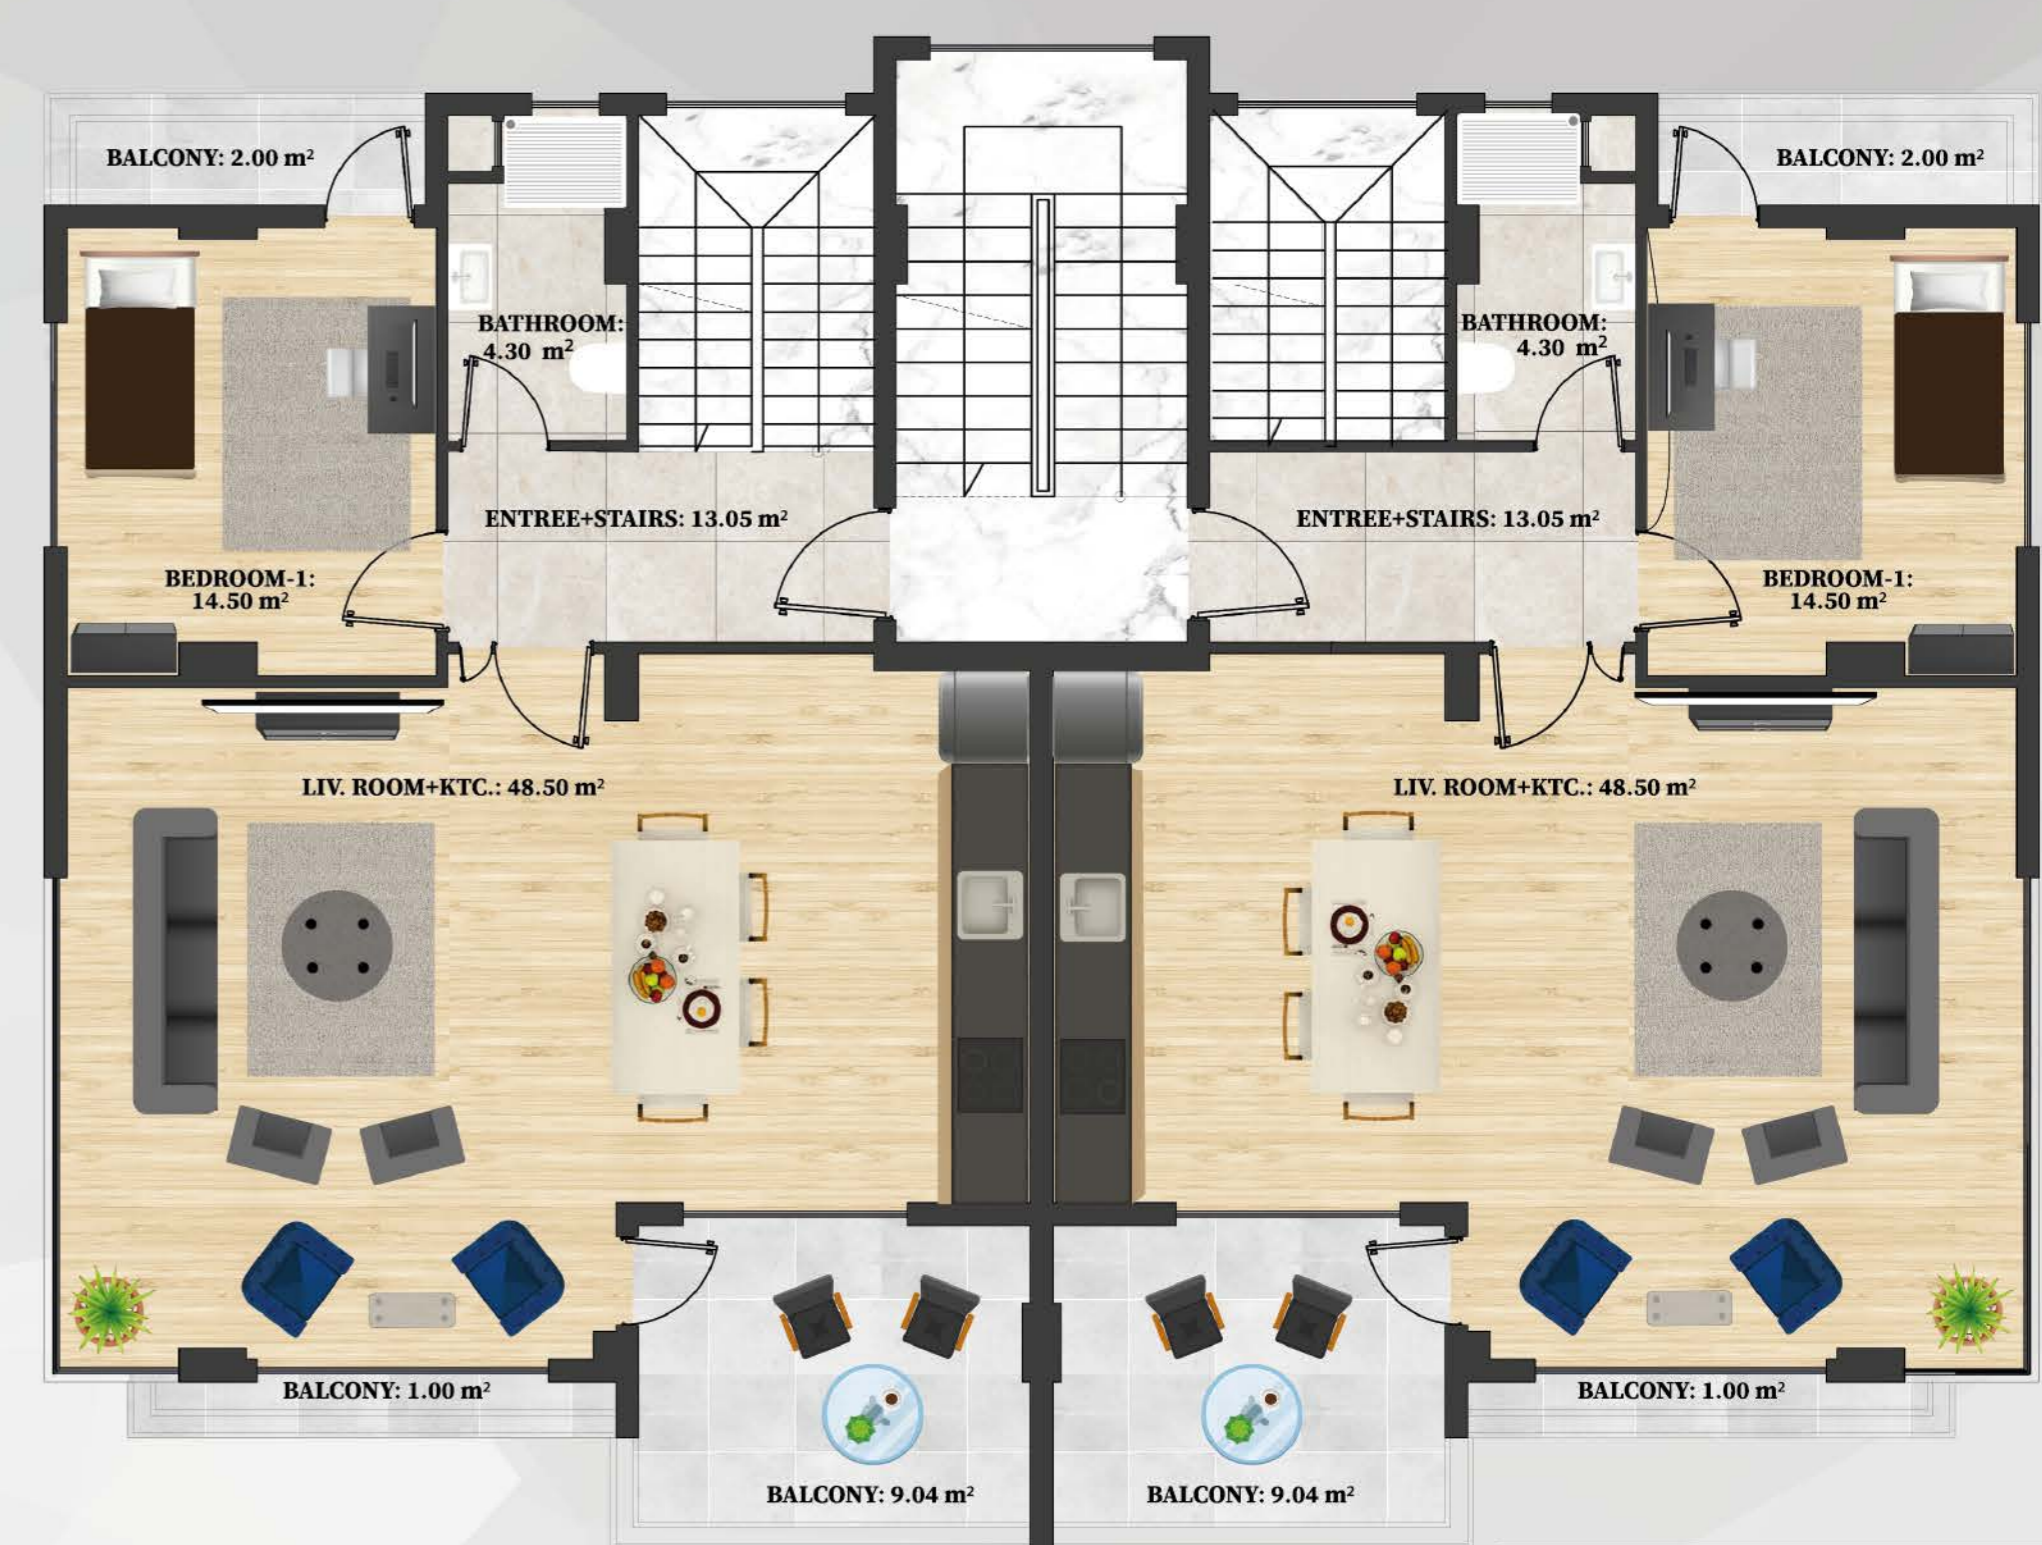 BALCONY: 2.00 m²
BALCONY: 2.00 m²
BATHROOM:
4.30 m²
BATHROOM:
4.30 m²
ENTREE+STAIRS: 13.05 m²
ENTREE+STAIRS: 13.05 m²
BEDROOM-1:
14.50 m²
BEDROOM-1:
14.50 m²
LIV. ROOM+KTC.: 48.50 m²
LIV. ROOM+KTC.: 48.50 m²
BALCONY: 1.00 m²
BALCONY: 1.00 m²
BALCONY: 9.04 m²
BALCONY: 9.04 m²